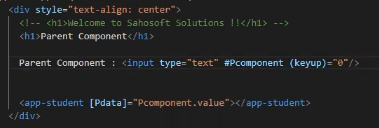 <div style="text-align: center">
<!-- <h1>Welcome to Sahosoft Solutions !!</h1> -->
<h1>Parent Component</h1>
Parent Component : <input type="text" #Pcomponent (keyup)="0"/>
<app-student [Pdata]="Pcomponent.value"></app-student>
</div>